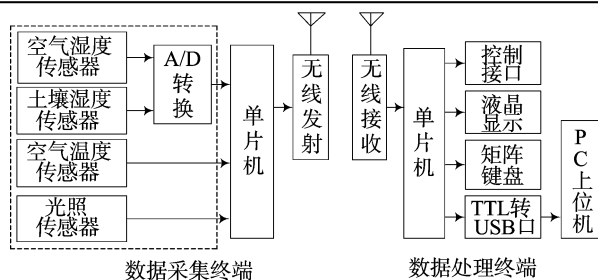 空气湿度
传感器
土壤湿度
传感器
空气温度
传感器
光照
传感器
A/D
转
换
单
片
机
无
线
发
射
无
线
接
收
单
片
机
控制
接口
液晶
显示
矩阵
键盘
TTL转
USB口
P
C
上
位
机
数据采集终端
数据处理终端